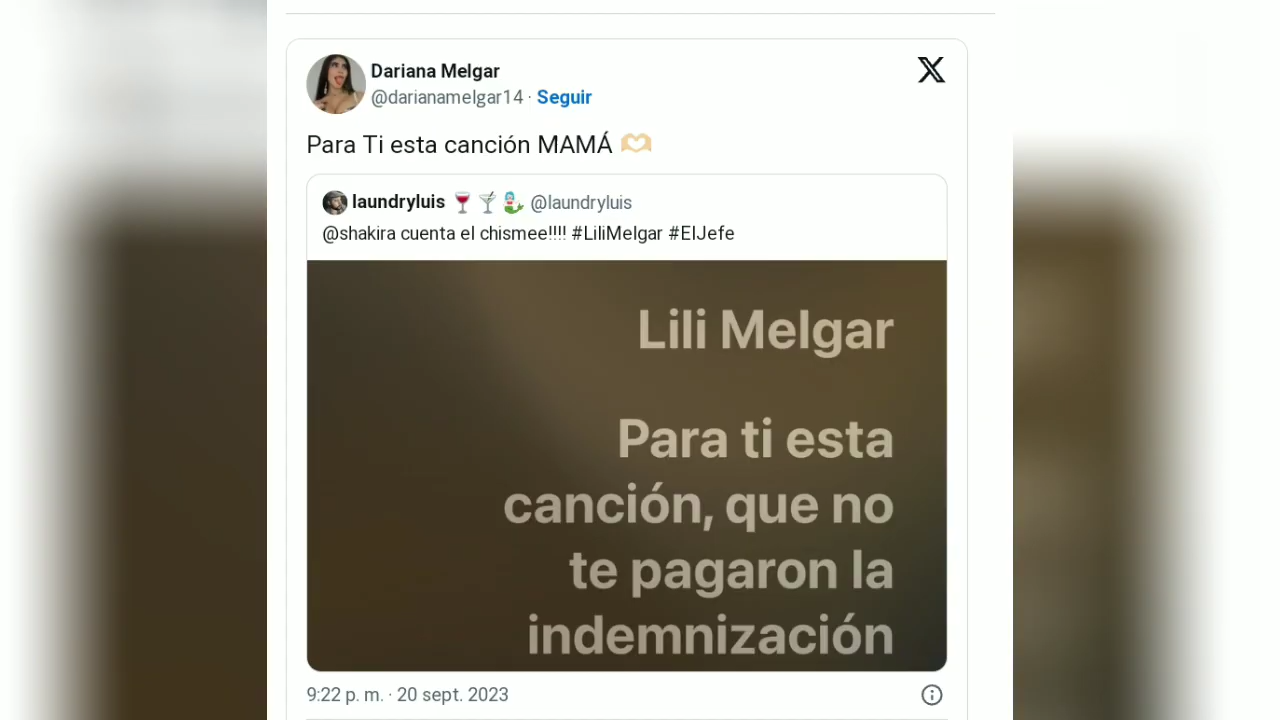 Dariana Melgar
@darianamelgar14 · Seguir
Para Ti esta canción MAMÁ 🫶🏼
laundryluis 🍷🍸🧜 @laundryluis
@shakira cuenta el chismee!!!! #LiliMelgar #ElJefe
Lili Melgar
Para ti esta
canción, que no
te pagaron la
indemnización
9:22 p. m. · 20 sept. 2023